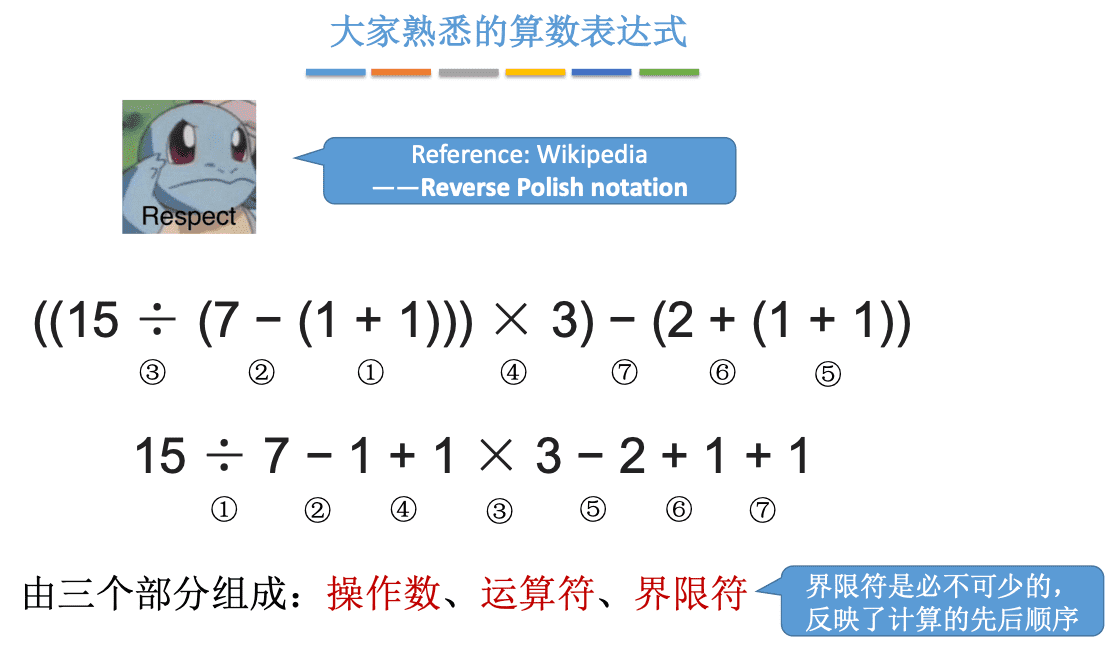 大家熟悉的算数表达式
Reference: Wikipedia
——Reverse Polish notation
Respect
((15 ÷ (7 − (1 + 1))) × 3) − (2 + (1 + 1))
③ ② ① ④ ⑦ ⑥ ⑤
15 ÷ 7 − 1 + 1 × 3 − 2 + 1 + 1
① ② ④ ③ ⑤ ⑥ ⑦
由三个部分组成：操作数、运算符、界限符
界限符是必不可少的，
反映了计算的先后顺序